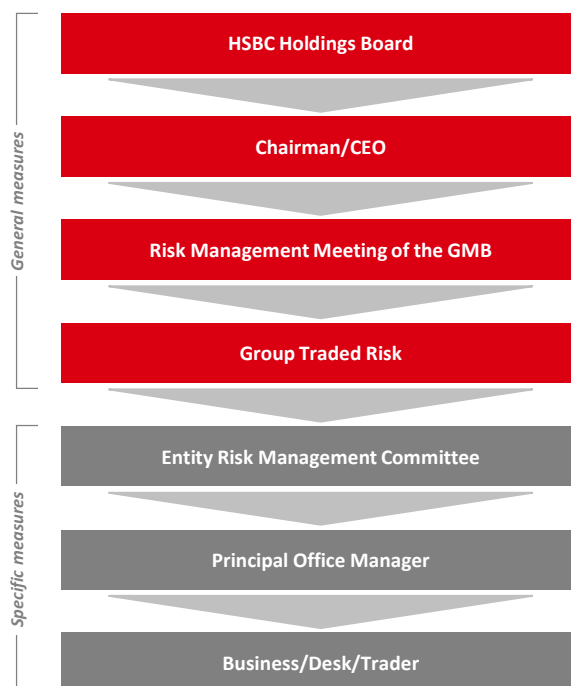 General measures
HSBC Holdings Board
Chairman/CEO
Risk Management Meeting of the GMB
Group Traded Risk
Specific measures
Entity Risk Management Committee
Principal Office Manager
Business/Desk/Trader